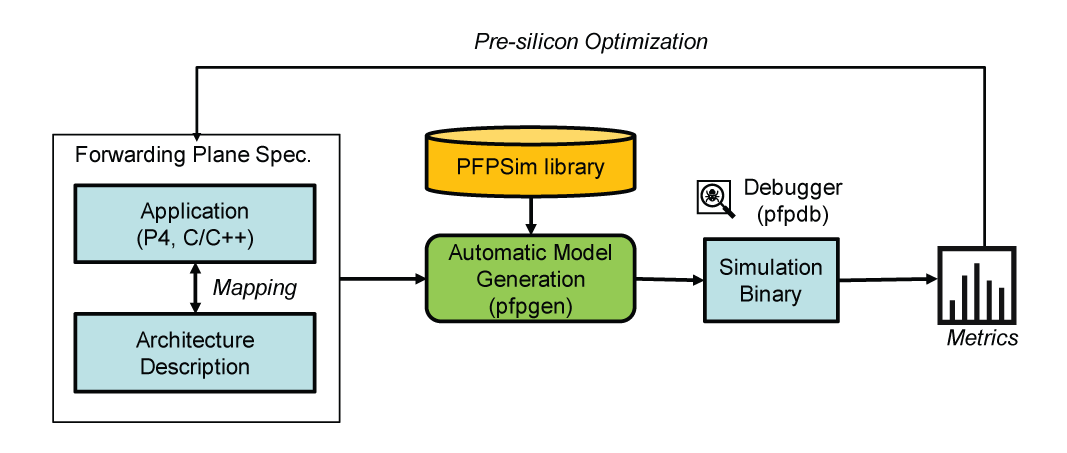 Pre-silicon Optimization
Forwarding Plane Spec.
Application
(P4, C/C++)
Mapping
Architecture
Description
PFPSim library
Automatic Model
Generation
(pfpgen)
Debugger
(pfpdb)
Simulation
Binary
Metrics